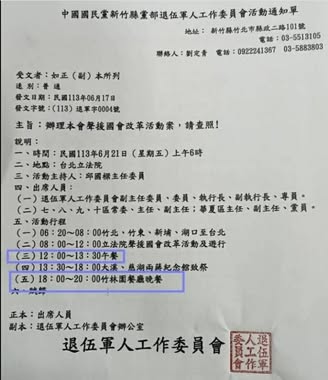 中國國民黨新竹縣黨部退伍軍人工作委員會活動通知單
地址：新竹縣竹北市縣政二路101號
電話：03-5513105
聯絡人：劉定貴 電話：0922241367 03-5883803
受文者：如正（副）本所列
速別：普通
發文日期：民國113年06月17日
發文字號：(113)退軍字0004號
主旨：辦理本會聲援國會改革活動案，請查照！
說明：
一、時間：民國113年6月21日（星期五）上午6時
二、地點：台北立法院
三、活動主持人：邱國樑主任委員
四、出席人員：
（一）退伍軍人工作委員會副主任委員、委員、執行長、副執行長、專員。
（二）七、八、九、十區常委、主任、副主任；華夏區主任、副主任、黨員。
五、活動行程
（一）06:20－08:00竹北、竹東、新埔、湖口至台北
（二）08:00～12:00立法院聲援國會改革活動及遊行
（三）12:00～13:30午餐
（四）13:30－18:00大溪、慈湖兩蔣紀念館致祭
（五）18:00～20:00竹林園餐廳晚餐
正本：出席人員
副本：退伍軍人工作委員會辦公室
退伍軍人工作委員會
退伍軍人工作委員會